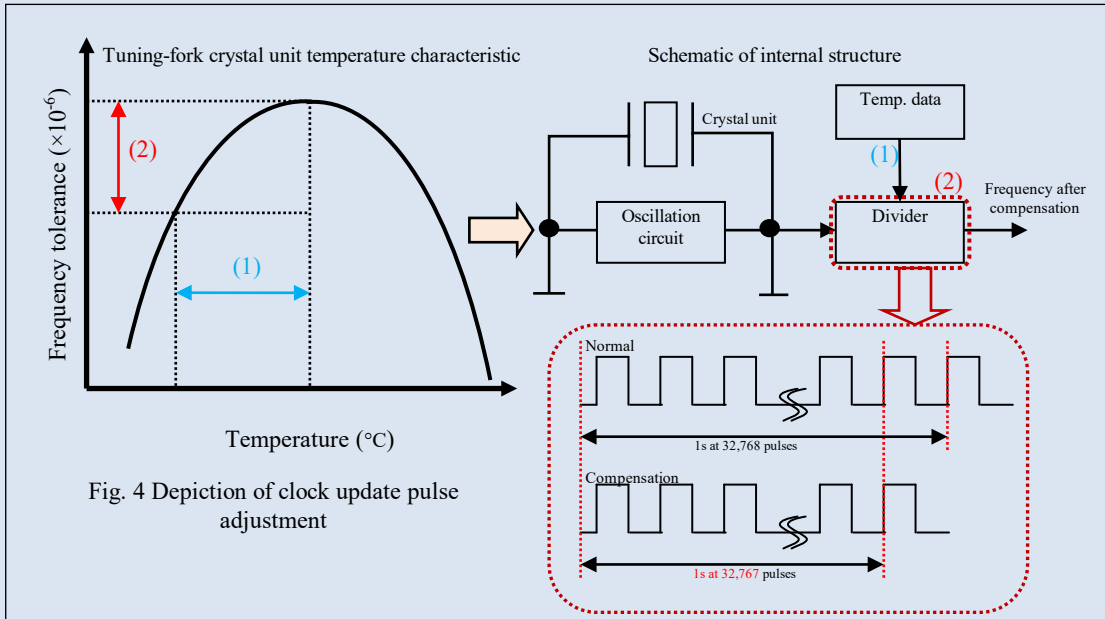 Tuning-fork crystal unit temperature characteristic
Frequency tolerance (×10⁻⁶)
(2)
(1)
Temperature (°C)
Fig. 4 Depiction of clock update pulse
adjustment
Schematic of internal structure
Crystal unit
Temp. data
(1)
(2)
Oscillation
circuit
Divider
Frequency after
compensation
Normal
1s at 32,768 pulses
Compensation
1s at 32,767 pulses